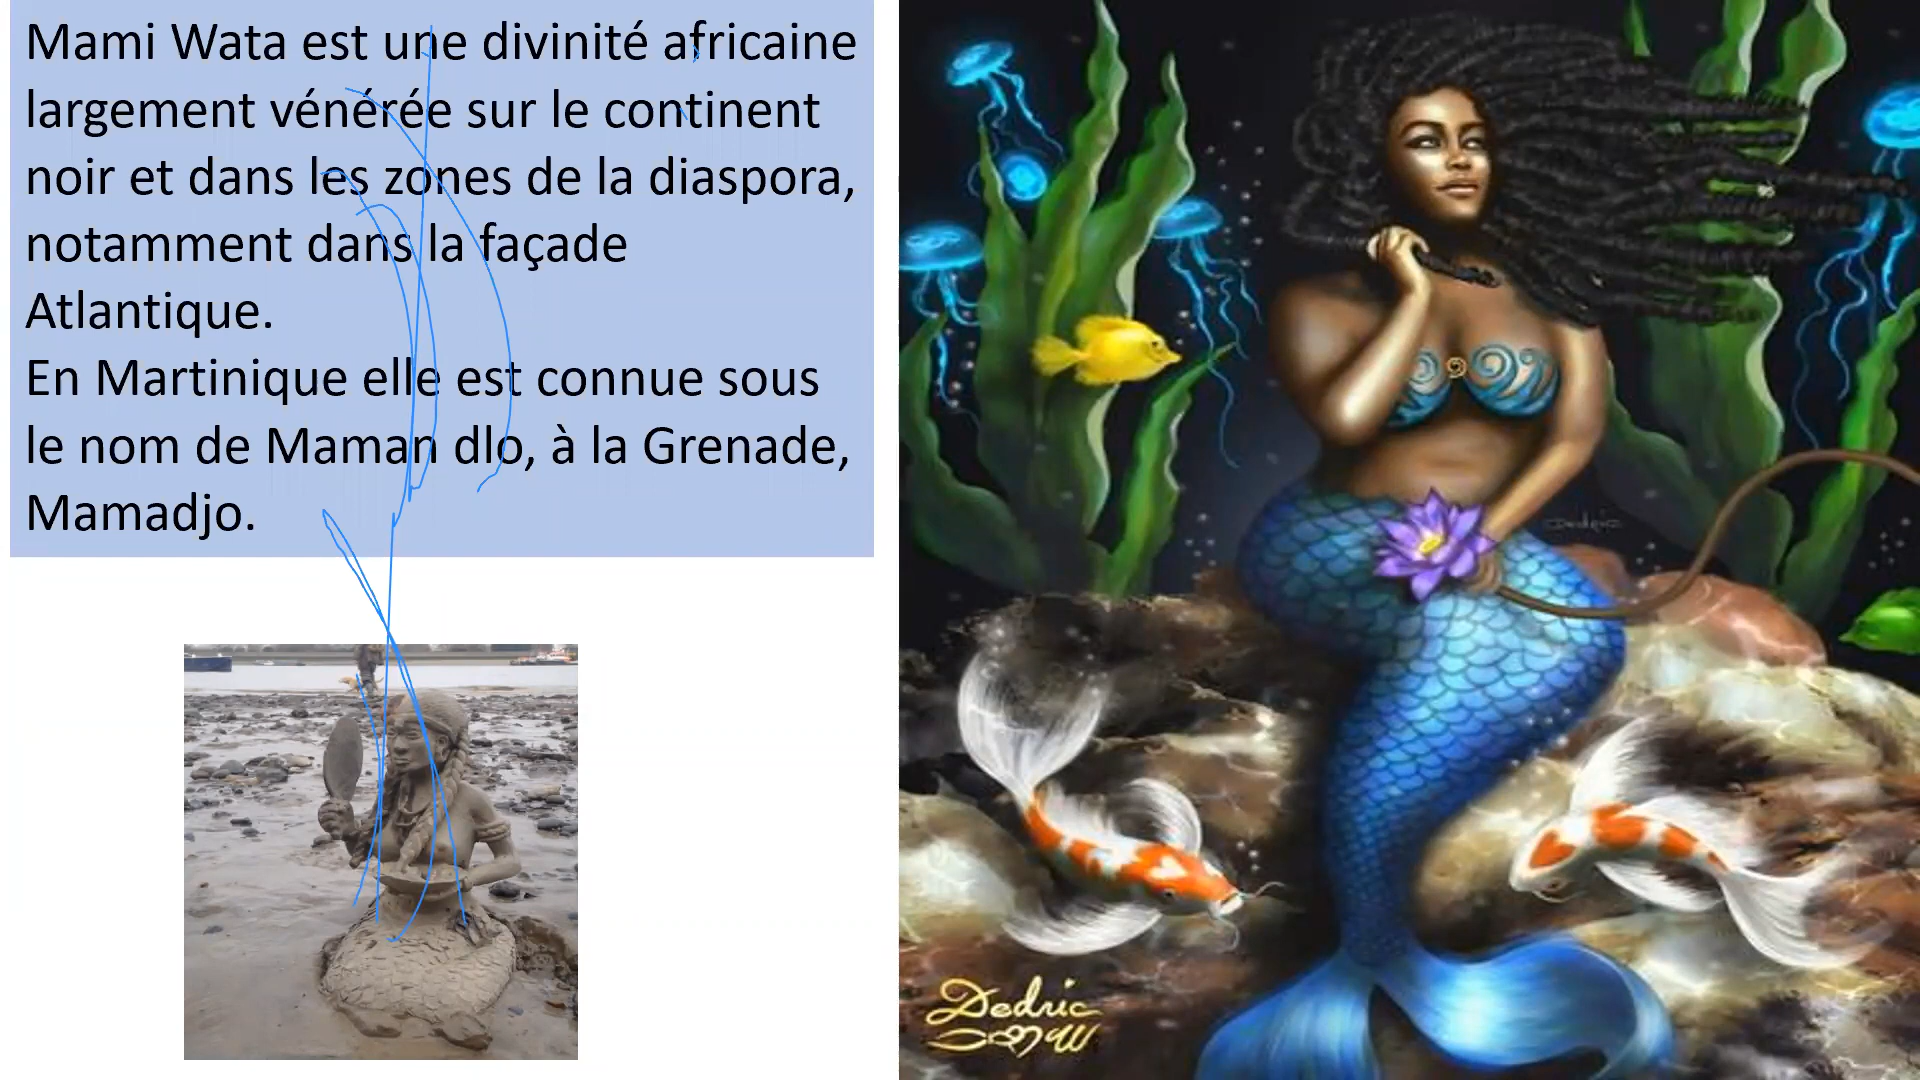 Mami Wata est une divinité africaine
largement vénérée sur le continent
noir et dans les zones de la diaspora,
notamment dans la façade
Atlantique.
En Martinique elle est connue sous
le nom de Maman dlo, à la Grenade,
Mamadjo.
Dedric